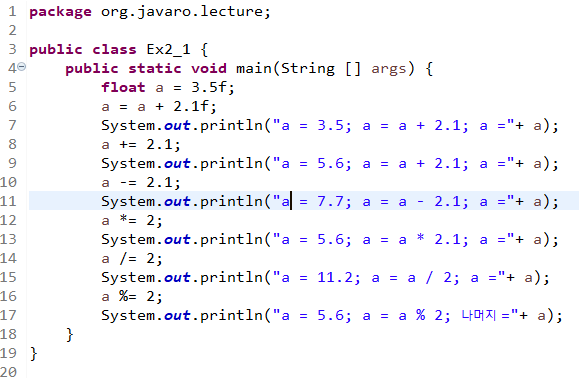 1 package org.javaro.lecture;
2
3 public class Ex2_1 {
4     public static void main(String [] args) {
5         float a = 3.5f;
6         a = a + 2.1f;
7         System.out.println("a = 3.5; a = a + 2.1; a ="+ a);
8         a += 2.1;
9         System.out.println("a = 5.6; a = a + 2.1; a ="+ a);
10         a -= 2.1;
11         System.out.println("a = 7.7; a = a - 2.1; a ="+ a);
12         a *= 2;
13         System.out.println("a = 5.6; a = a * 2.1; a ="+ a);
14         a /= 2;
15         System.out.println("a = 11.2; a = a / 2; a ="+ a);
16         a %= 2;
17         System.out.println("a = 5.6; a = a % 2; 나머지 ="+ a);
18     }
19 }
20